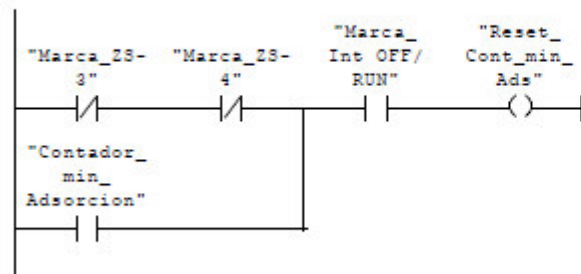 "Marca_ZS-
3"
"Marca_ZS-
4"
"Marca_
Int OFF/
RUN"
"Reset_
Cont_min_
Ads"
"Contador_
min_
Adsorcion"